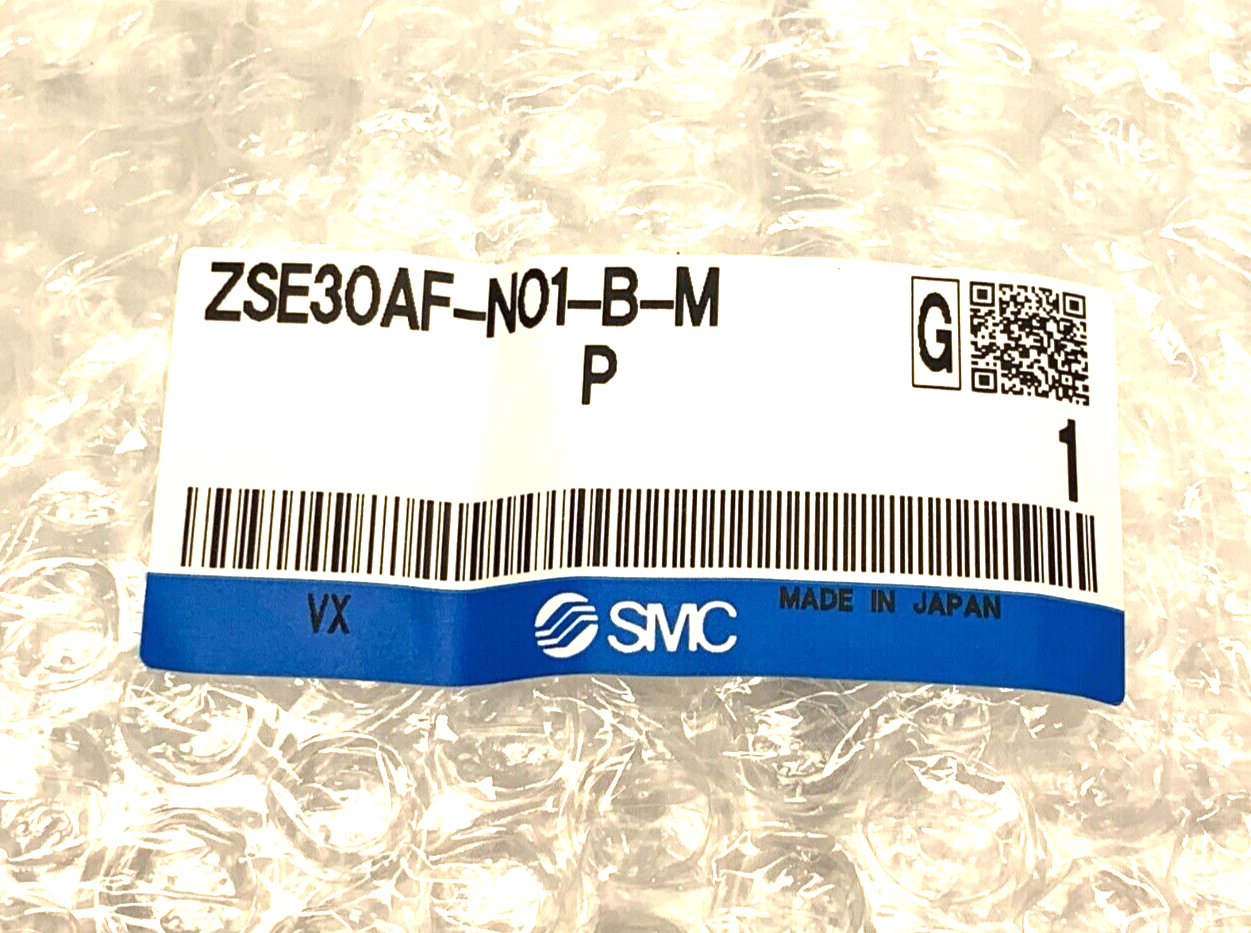 ZSE30AF-N01-B-M
P
G
1
VX
SMC
MADE IN JAPAN